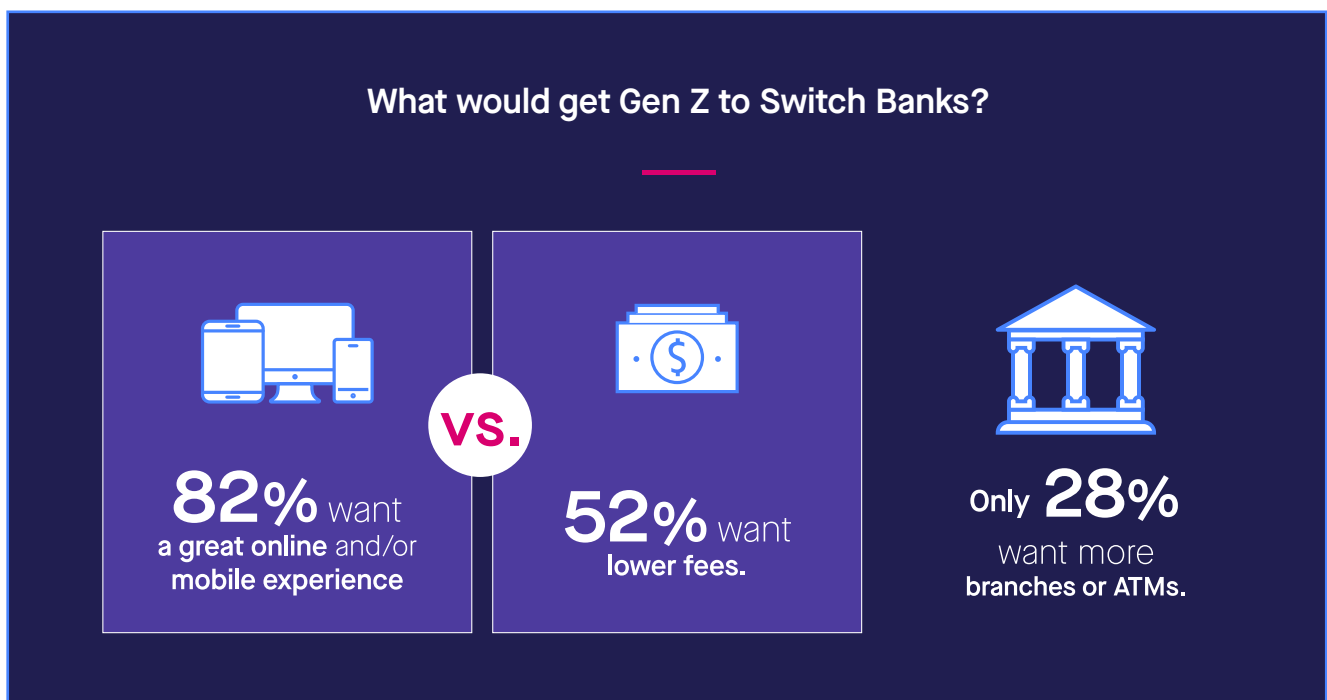 What would get Gen Z to Switch Banks?
82% want
a great online and/or
mobile experience
vs.
$
52% want
lower fees.
Only 28%
want more
branches or ATMs.